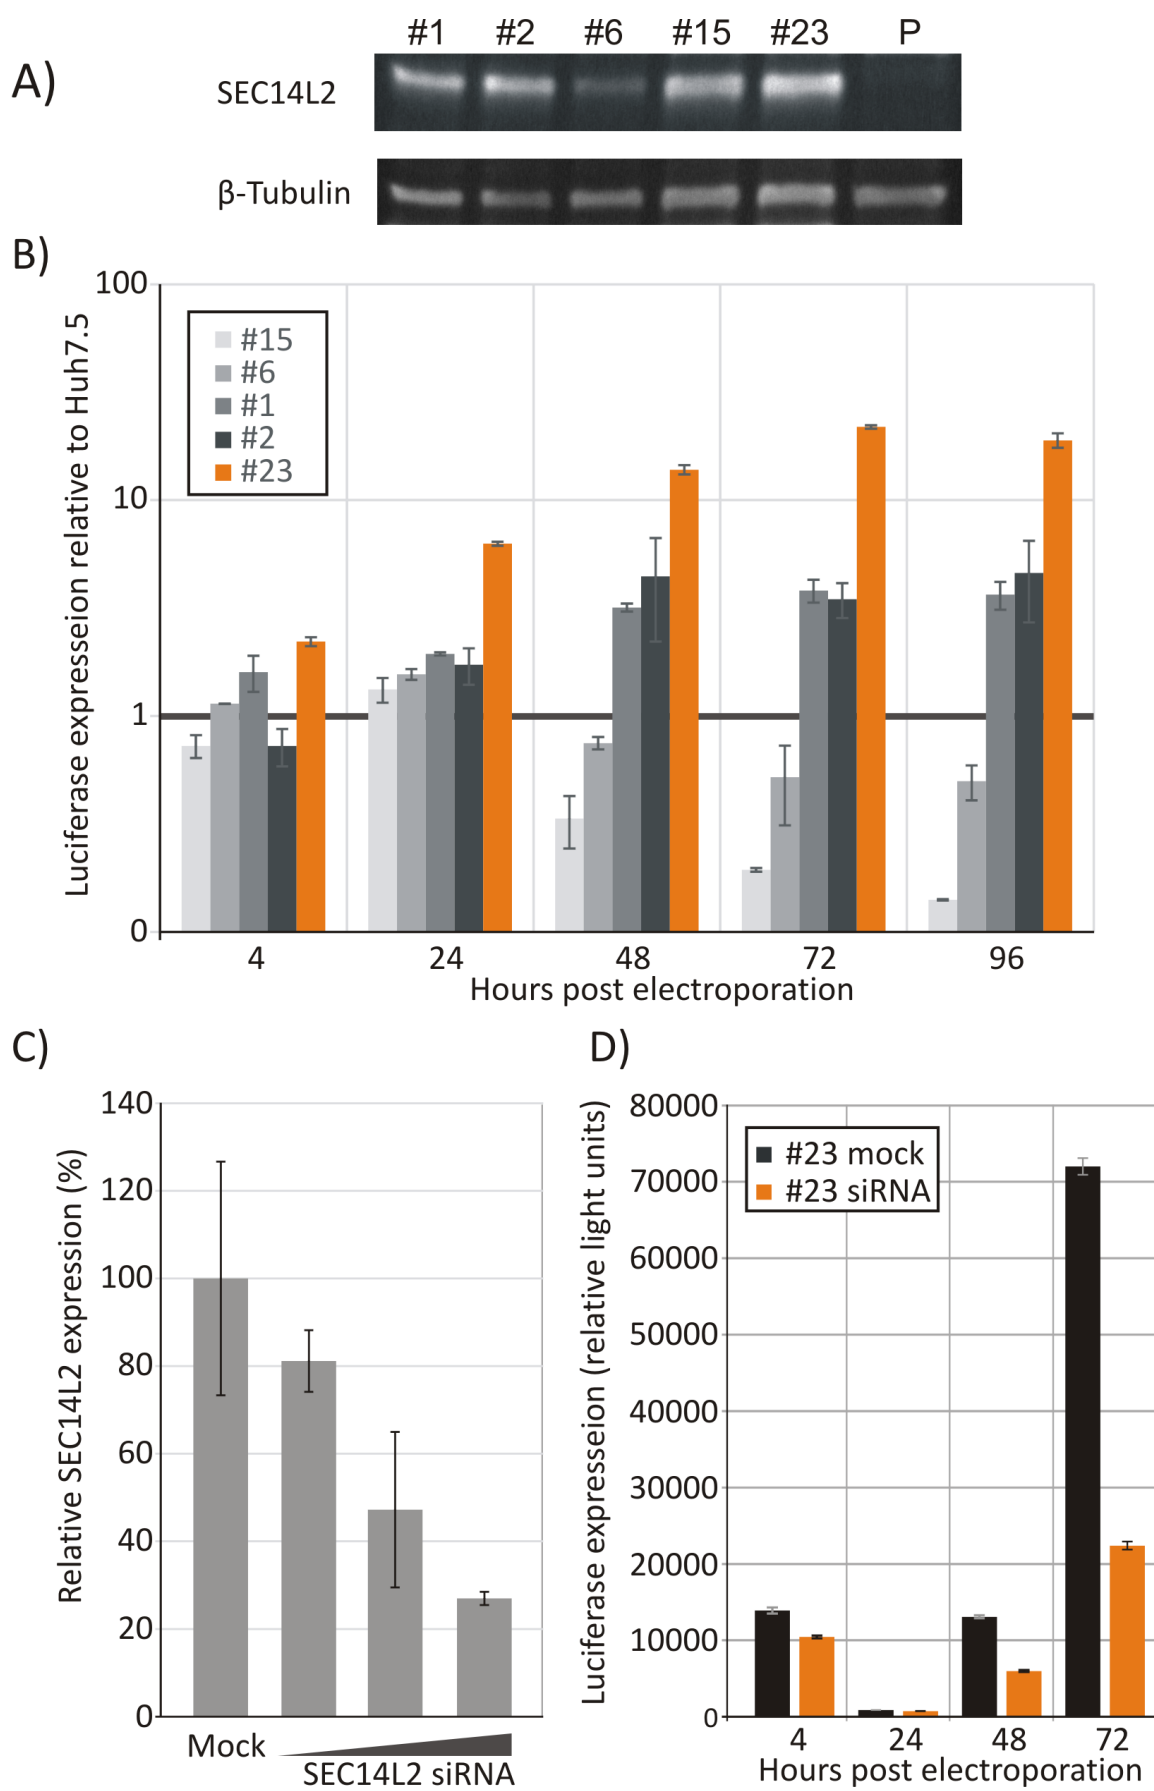 A)
#1 #2 #6 #15 #23 P
SEC14L2
β-Tubulin
B)
Luciferase expresseion relative to Huh7.5
100
10
1
0
#15
#6
#1
#2
#23
4 24 48 72 96
Hours post electroporation
C)
Relative SEC14L2 expression (%)
140
120
100
80
60
40
20
0
Mock
SEC14L2 siRNA
D)
Luciferase expresseion (relative light units)
80000
70000
60000
50000
40000
30000
20000
10000
0
#23 mock
#23 siRNA
4 24 48 72
Hours post electroporation